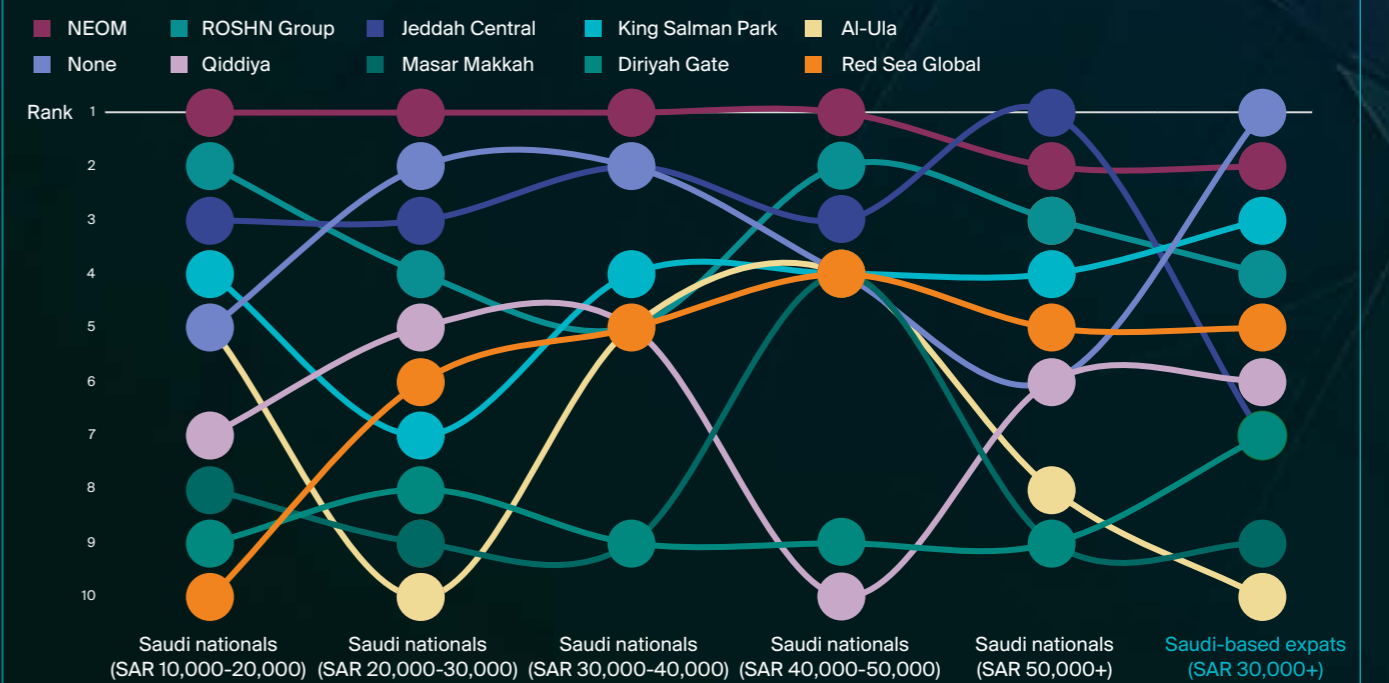 NEOM ROSHN Group Jeddah Central King Salman Park Al-Ula
None Qiddiya Masar Makkah Diriyah Gate Red Sea Global
Rank 1
2
3
4
5
6
7
8
9
10
Saudi nationals Saudi nationals Saudi nationals Saudi nationals Saudi nationals Saudi-based expats
(SAR 10,000-20,000) (SAR 20,000-30,000) (SAR 30,000-40,000) (SAR 40,000-50,000) (SAR 50,000+) (SAR 30,000+)